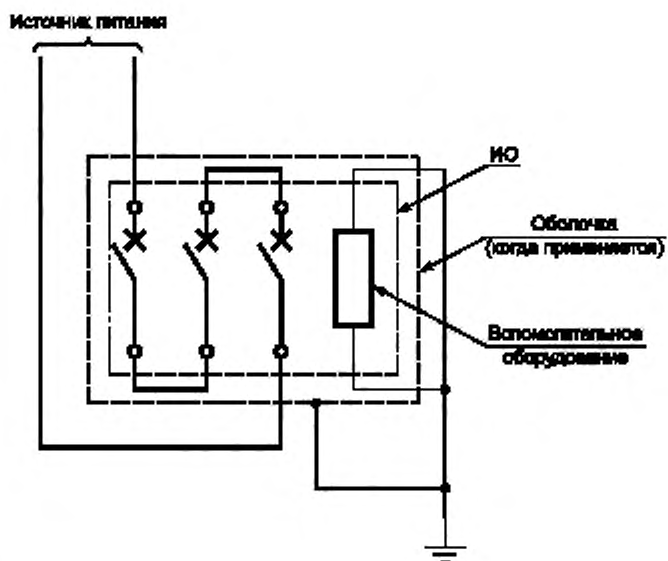 Источник питания
ИО
Оболочка
(когда применяется)
Вспомогательное
оборудование